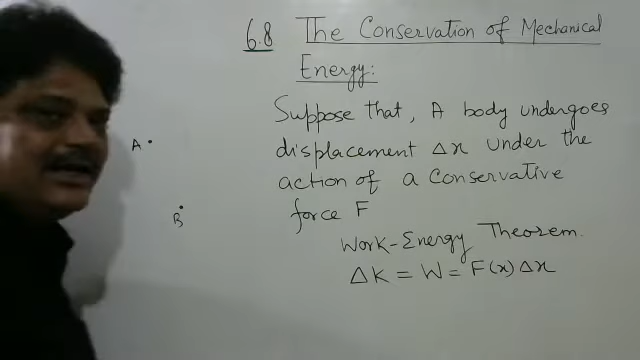 6.8 The Conservation of Mechanical
Energy:
Suppose that, A body undergoes
displacement Δx under the
action of a Conservative
force F
Work-Energy Theorem.
ΔK = W = F(x) Δx
A
B